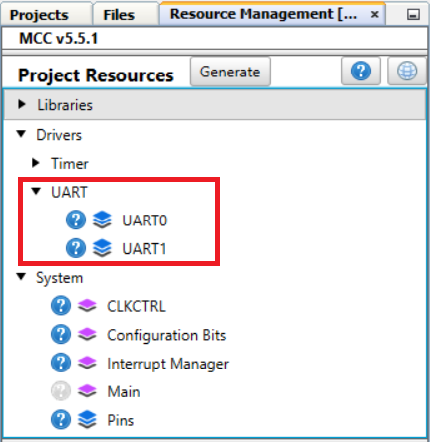 Projects Files Resource Management [... ×
MCC v5.5.1
Project Resources Generate ?
Libraries
Drivers
Timer
UART
? UART0
? UART1
System
? CLKCTRL
? Configuration Bits
? Interrupt Manager
? Main
? Pins